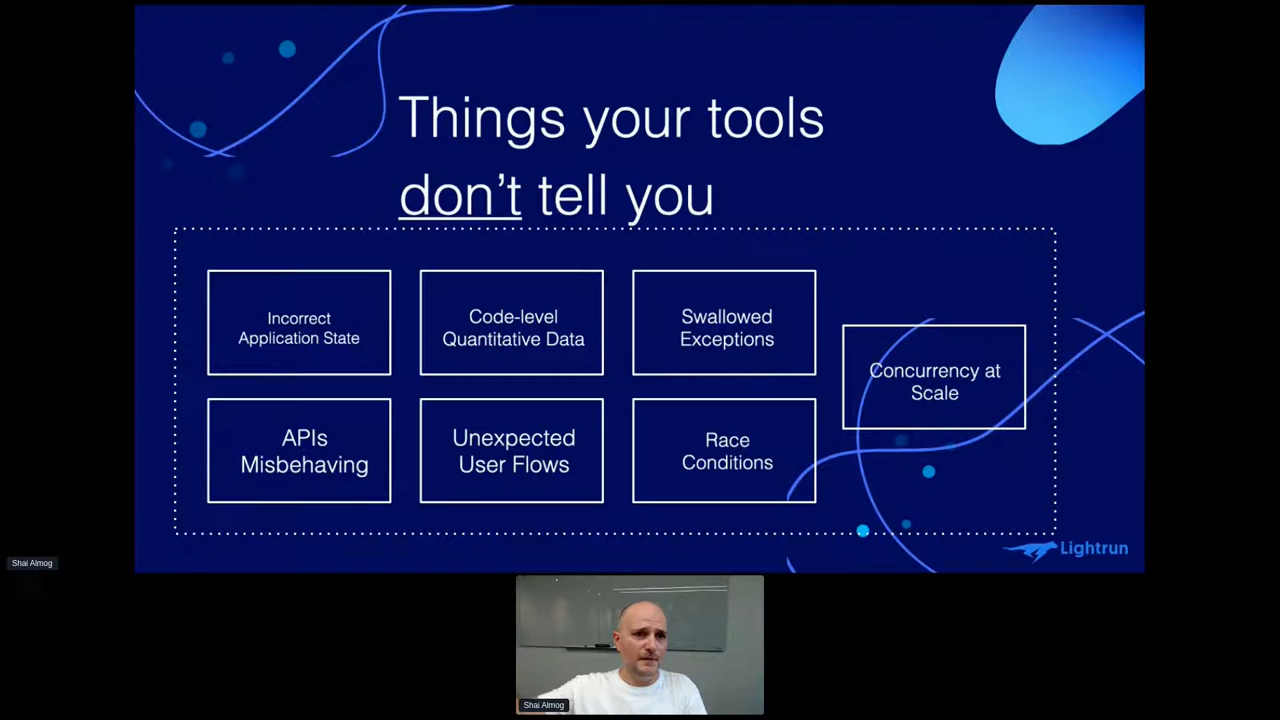 Things your tools
don't tell you
Incorrect
Application State
Code-level
Quantitative Data
Swallowed
Exceptions
Concurrency at
Scale
APIs
Misbehaving
Unexpected
User Flows
Race
Conditions
Lightrun
Shai Almog
Shai Almog